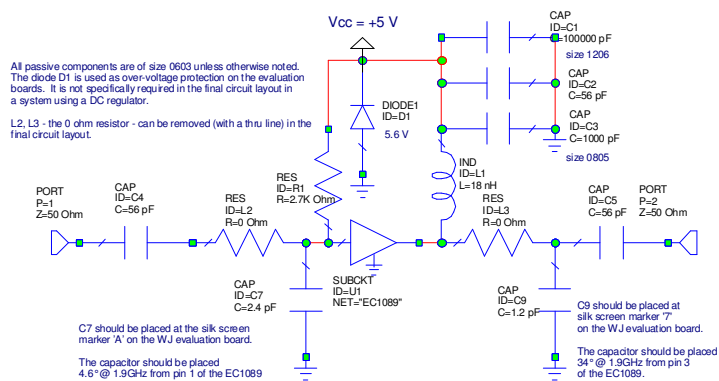 Vcc = +5 V
CAP
ID=C1
C=100000 pF
size 1206
All passive components are of size 0603 unless otherwise noted.
The diode D1 is used as over-voltage protection on the evaluation
boards.  It is not specifically required in the final circuit layout in
a system using a DC regulator.
L2, L3 - the 0 ohm resistor - can be removed (with a thru line) in the
final circuit layout.
CAP
ID=C2
C=56 pF
DIODE1
ID=D1
5.6 V
CAP
ID=C3
C=1000 pF
size 0805
RES
ID=R1
R=2.7K Ohm
IND
ID=L1
L=18 nH
PORT
P=1
Z=50 Ohm
CAP
ID=C4
C=56 pF
RES
ID=L2
R=0 Ohm
RES
ID=L3
R=0 Ohm
CAP
ID=C5
C=56 pF
PORT
P=2
Z=50 Ohm
CAP
ID=C7
C=2.4 pF
SUBCKT
ID=U1
NET="EC1089"
CAP
ID=C9
C=1.2 pF
C7 should be placed at the silk screen
marker 'A' on the WJ evaluation board.
The capacitor should be placed
4.6° @ 1.9GHz from pin 1 of the EC1089
C9 should be placed at
silk screen marker '7'
on the WJ evaluation board.
The capacitor should be placed
34° @ 1.9GHz from pin 3
of the EC1089.